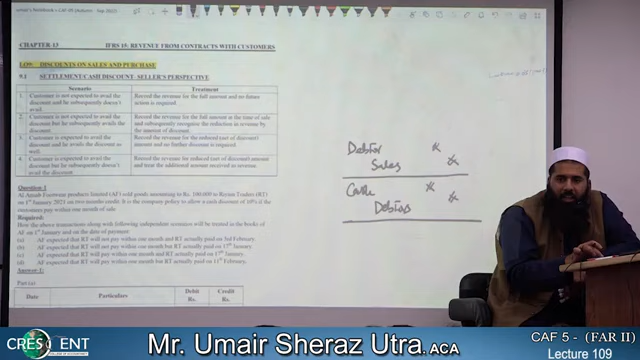 CHAPTER-13 IFRS 15: REVENUE FROM CONTRACTS WITH CUSTOMERS
LO9: DISCOUNTS ON SALES AND PURCHASE
9.1 SETTLEMENT/CASH DISCOUNT- SELLER'S PERSPECTIVE
Scenario Treatment
1. Customer is not expected to avail the discount and he subsequently doesn't avail. Record the revenue for the full amount and no future action is required.
2. Customer is not expected to avail the discount but he subsequently avails the discount. Record the revenue for the full amount at the time of sale and subsequently recognize the reduction in revenue by the amount of discount.
3. Customer is expected to avail the discount and he avails the discount as well. Record the revenue for the reduced (net of discount) amount and no further discount is required.
4. Customer is expected to avail the discount but he subsequently doesn't avail the discount. Record the revenue for reduced (net of discount) amount and treat the additional amount received as revenue.
Question-1
Footwear products limited (AF) sold goods amounting to Rs. 100,000 to Rayyan Traders (RT)
on 1st January 2021 on two months credit. It is the company policy to allow a cash discount of 10% if the
customers pay within one month of sale.
Required:
How the above transactions along with following independent scenarios will be treated in the books of
AF on 1st January and on the date of payment:
(a) AF expected that RT will not pay within one month and RT actually paid on 3rd February.
(b) AF expected that RT will not pay within one month but RT actually paid on 15th January.
(c) AF expected that RT will pay within one month and RT actually paid on 17th January.
(d) AF expected that RT will pay within one month but RT actually paid on 11th February.
Answer-1:
Part (a)
Date Particulars Debit Rs. Credit Rs.
Debtor x
Sales x
Cash x
Debtors x
CRESCENT
COLLEGE OF ACCOUNTANCY
Mr. Umair Sheraz Utra. ACA
CAF 5 - (FAR II)
Lecture 109